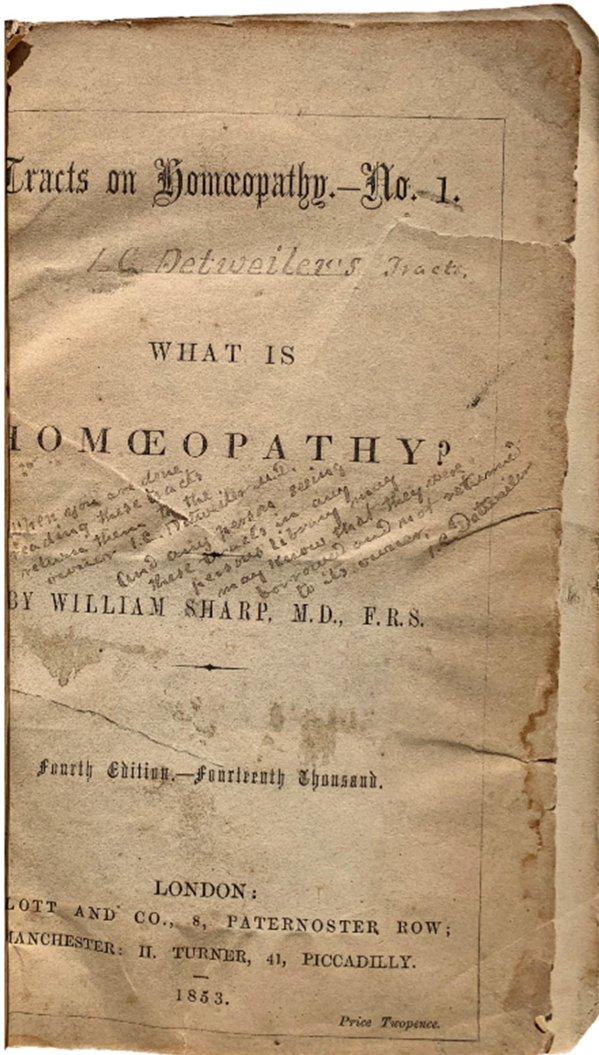 Tracts on Homœopathy.—No. 1.
I. C. Detweiler's Tracts.
WHAT IS
HOMŒOPATHY?
When you are done
reading these tracts
return them to the
owner I.C. Detweiler M.D.
And any person seeing
these tracts in any
persons library may
may know that they were
borrowed and not returned
to its owner,
I.C. Detweiler
BY WILLIAM SHARP, M.D., F.R.S.
Fourth Edition.—Fourteenth Thousand.
LONDON:
LOTT AND CO., 8, PATERNOSTER ROW;
MANCHESTER: H. TURNER, 41, PICCADILLY.
1853.
Price Twopence.